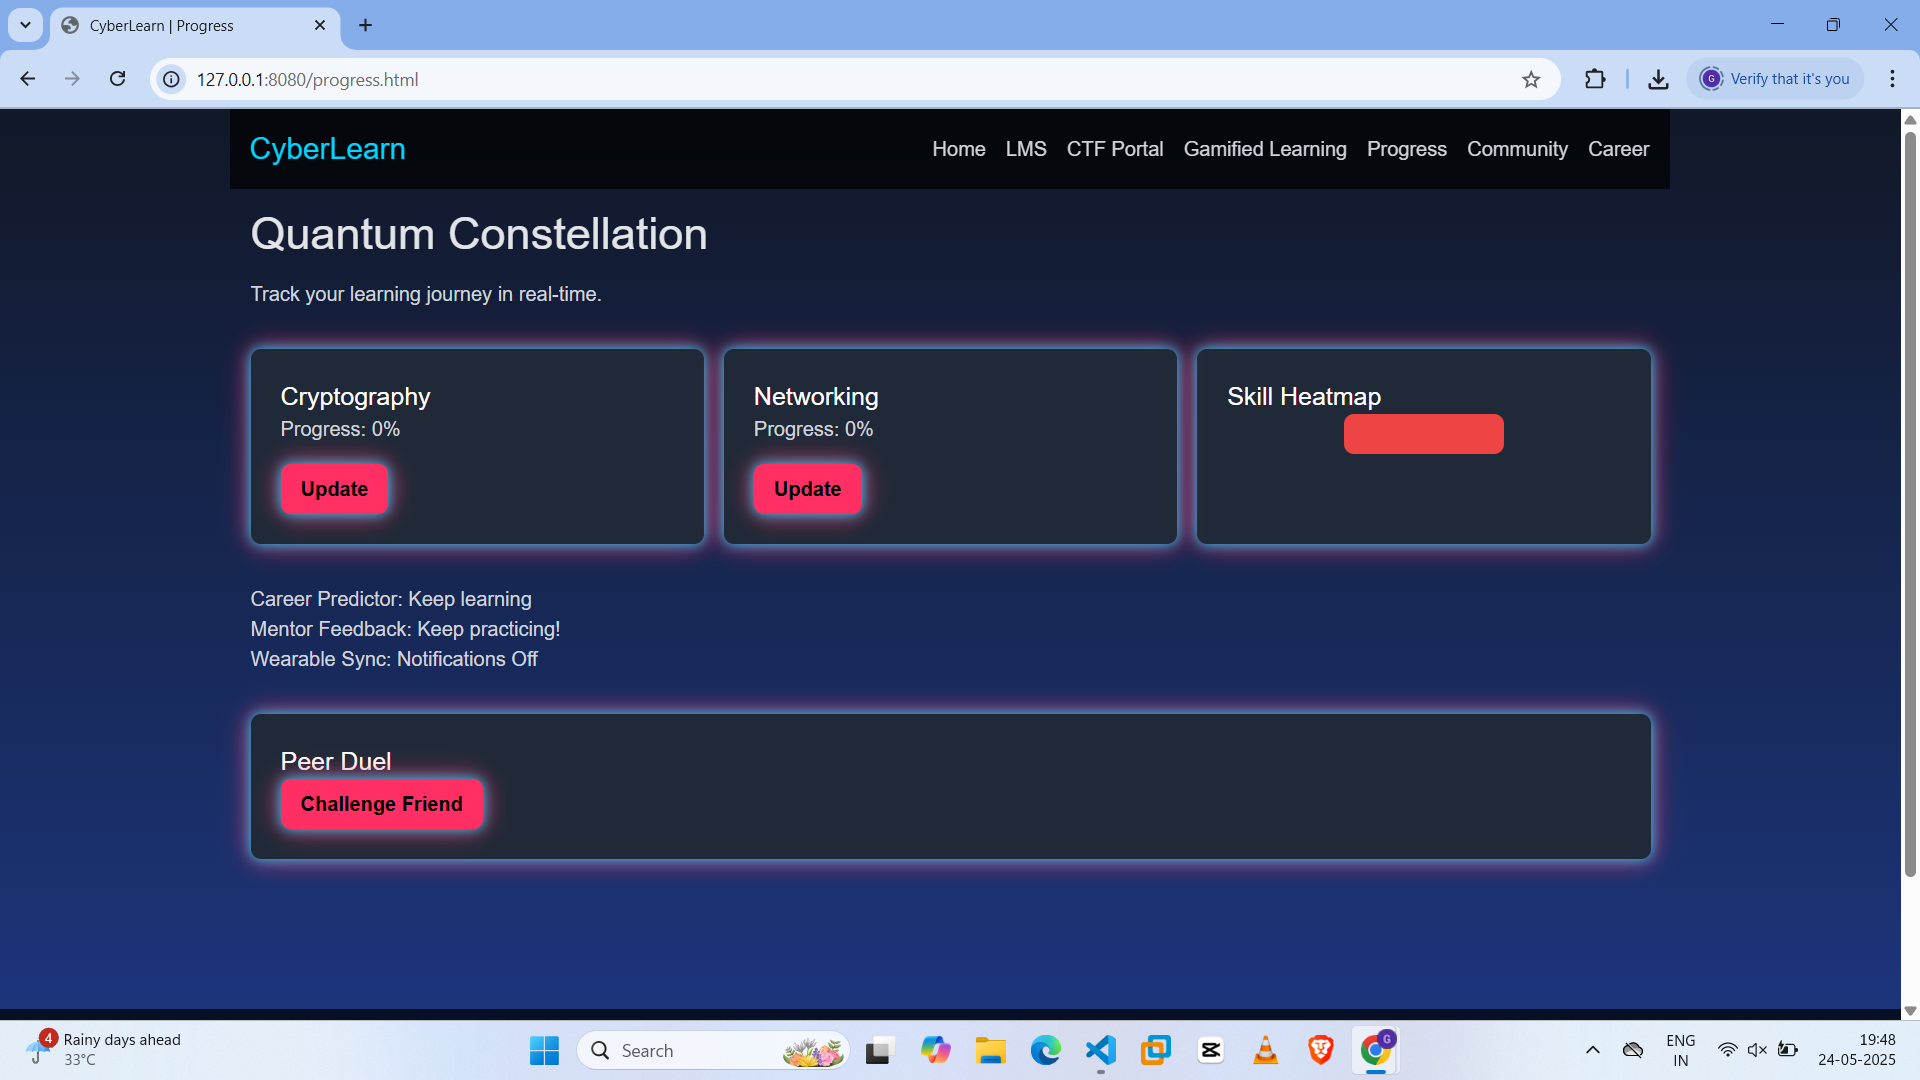 CyberLearn | Progress
127.0.0.1:8080/progress.html
G Verify that it's you
CyberLearn
Home LMS CTF Portal Gamified Learning Progress Community Career
Quantum Constellation
Track your learning journey in real-time.
Cryptography
Progress: 0%
Update
Networking
Progress: 0%
Update
Skill Heatmap
Career Predictor: Keep learning
Mentor Feedback: Keep practicing!
Wearable Sync: Notifications Off
Peer Duel
Challenge Friend
4 Rainy days ahead
33°C
Search
G
ENG
IN
19:48
24-05-2025